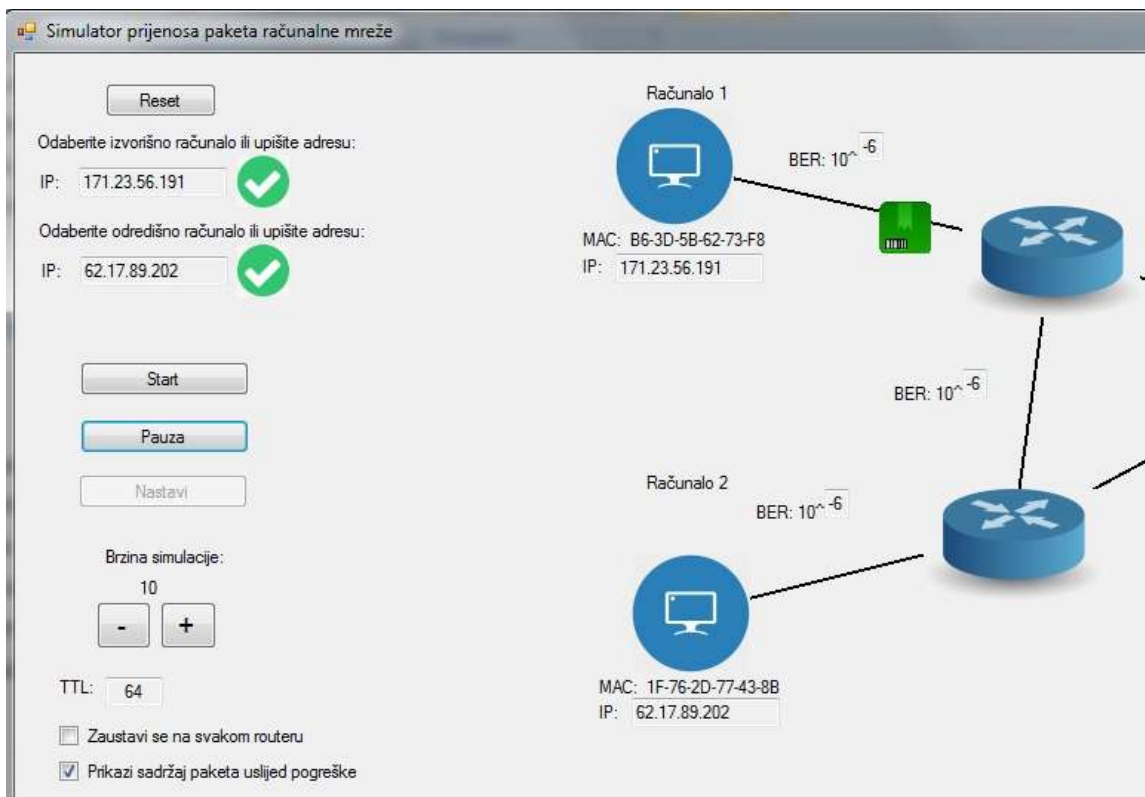 Simulator prijenosa paketa računalne mreže
Reset
Odaberite izvorišno računalo ili upišite adresu:
IP: 171.23.56.191
Odaberite odredišno računalo ili upišite adresu:
IP: 62.17.89.202
Start
Pauza
Nastavi
Brzina simulacije:
10
- +
TTL: 64
Zaustavi se na svakom routeru
Prikazi sadržaj paketa uslijed pogreške
Računalo 1
BER: 10^ -6
MAC: B6-3D-5B-62-73-F8
IP: 171.23.56.191
BER: 10^ -6
Računalo 2
BER: 10^ -6
MAC: 1F-76-2D-77-43-8B
IP: 62.17.89.202